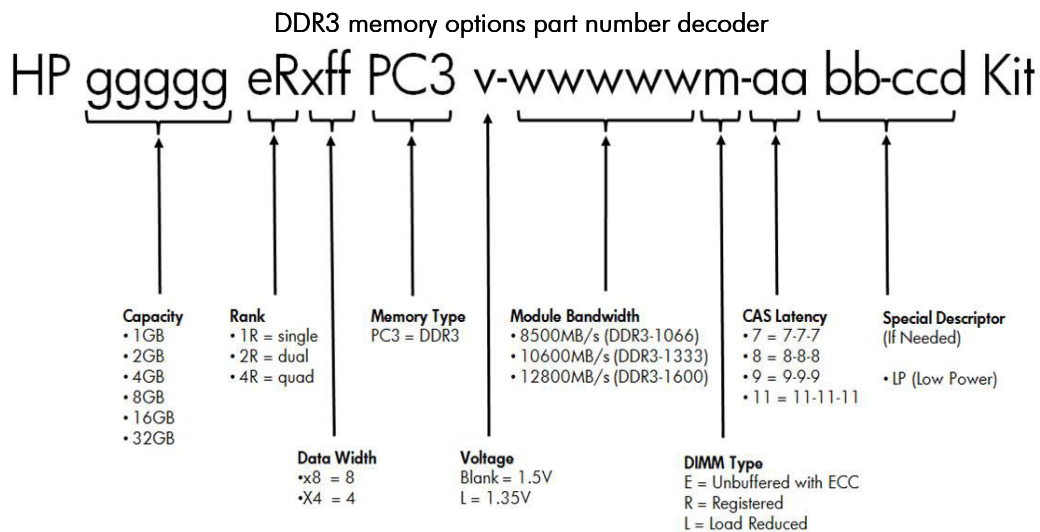 DDR3 memory options part number decoder
HP ggggg eRxff PC3 v-wwwwwm-aa bb-ccd Kit
Capacity
• 1GB
• 2GB
• 4GB
• 8GB
• 16GB
• 32GB
Rank
• 1R = single
• 2R = dual
• 4R = quad
Data Width
•x8 = 8
•X4 = 4
Memory Type
PC3 = DDR3
Voltage
Blank = 1.5V
L = 1.35V
Module Bandwidth
• 8500MB/s (DDR3-1066)
• 10600MB/s (DDR3-1333)
• 12800MB/s (DDR3-1600)
DIMM Type
E = Unbuffered with ECC
R = Registered
L = Load Reduced
CAS Latency
• 7 = 7-7-7
• 8 = 8-8-8
• 9 = 9-9-9
• 11 = 11-11-11
Special Descriptor
(If Needed)
• LP (Low Power)